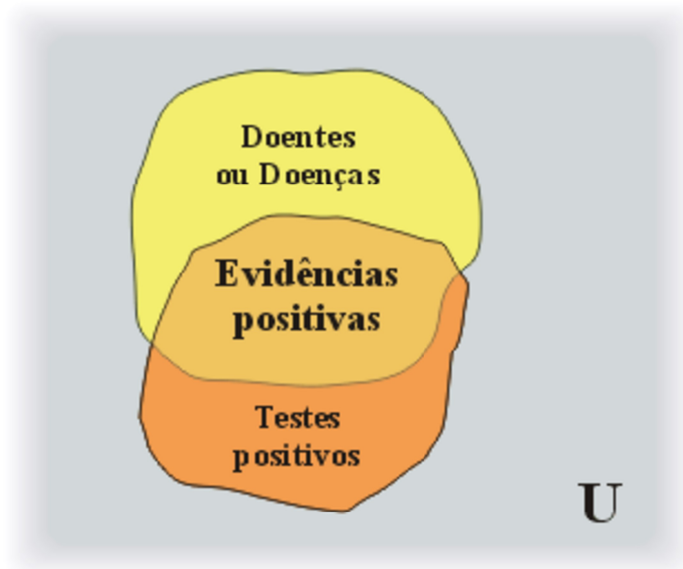 Doentes
ou Doenças
Evidências
positivas
Testes
positivos
U